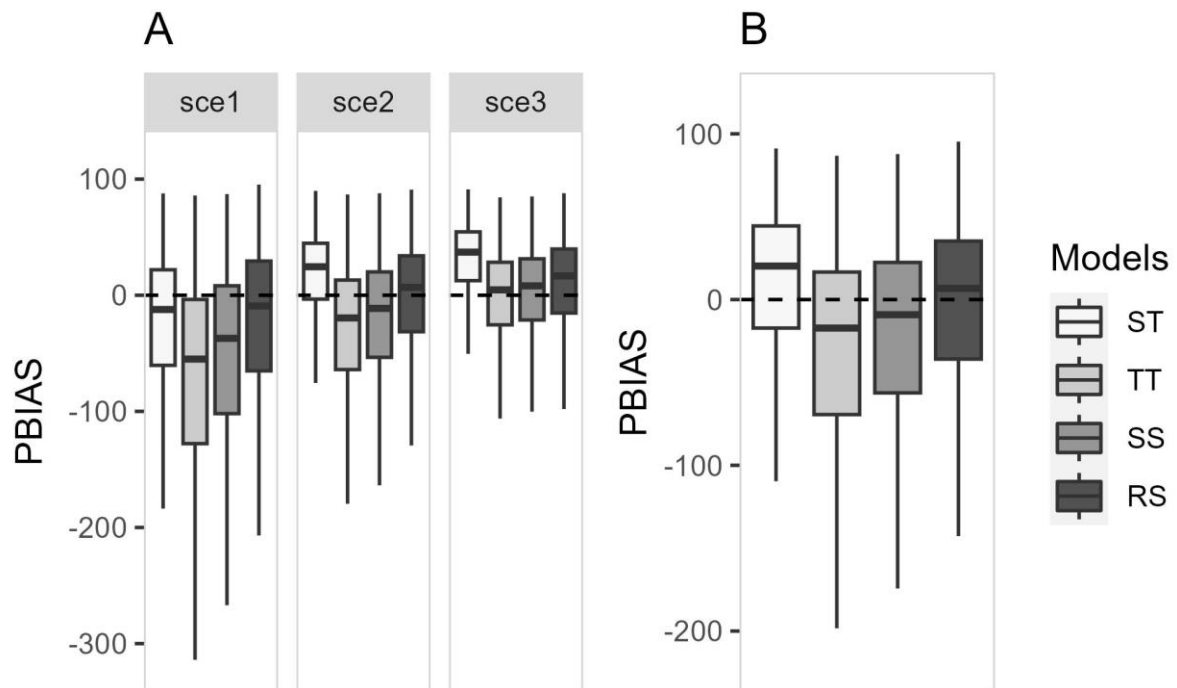 A
sce1 sce2 sce3
100
0
-100
-200
-300
PBIAS
B
100
0
-100
-200
PBIAS
Models
ST
TT
SS
RS